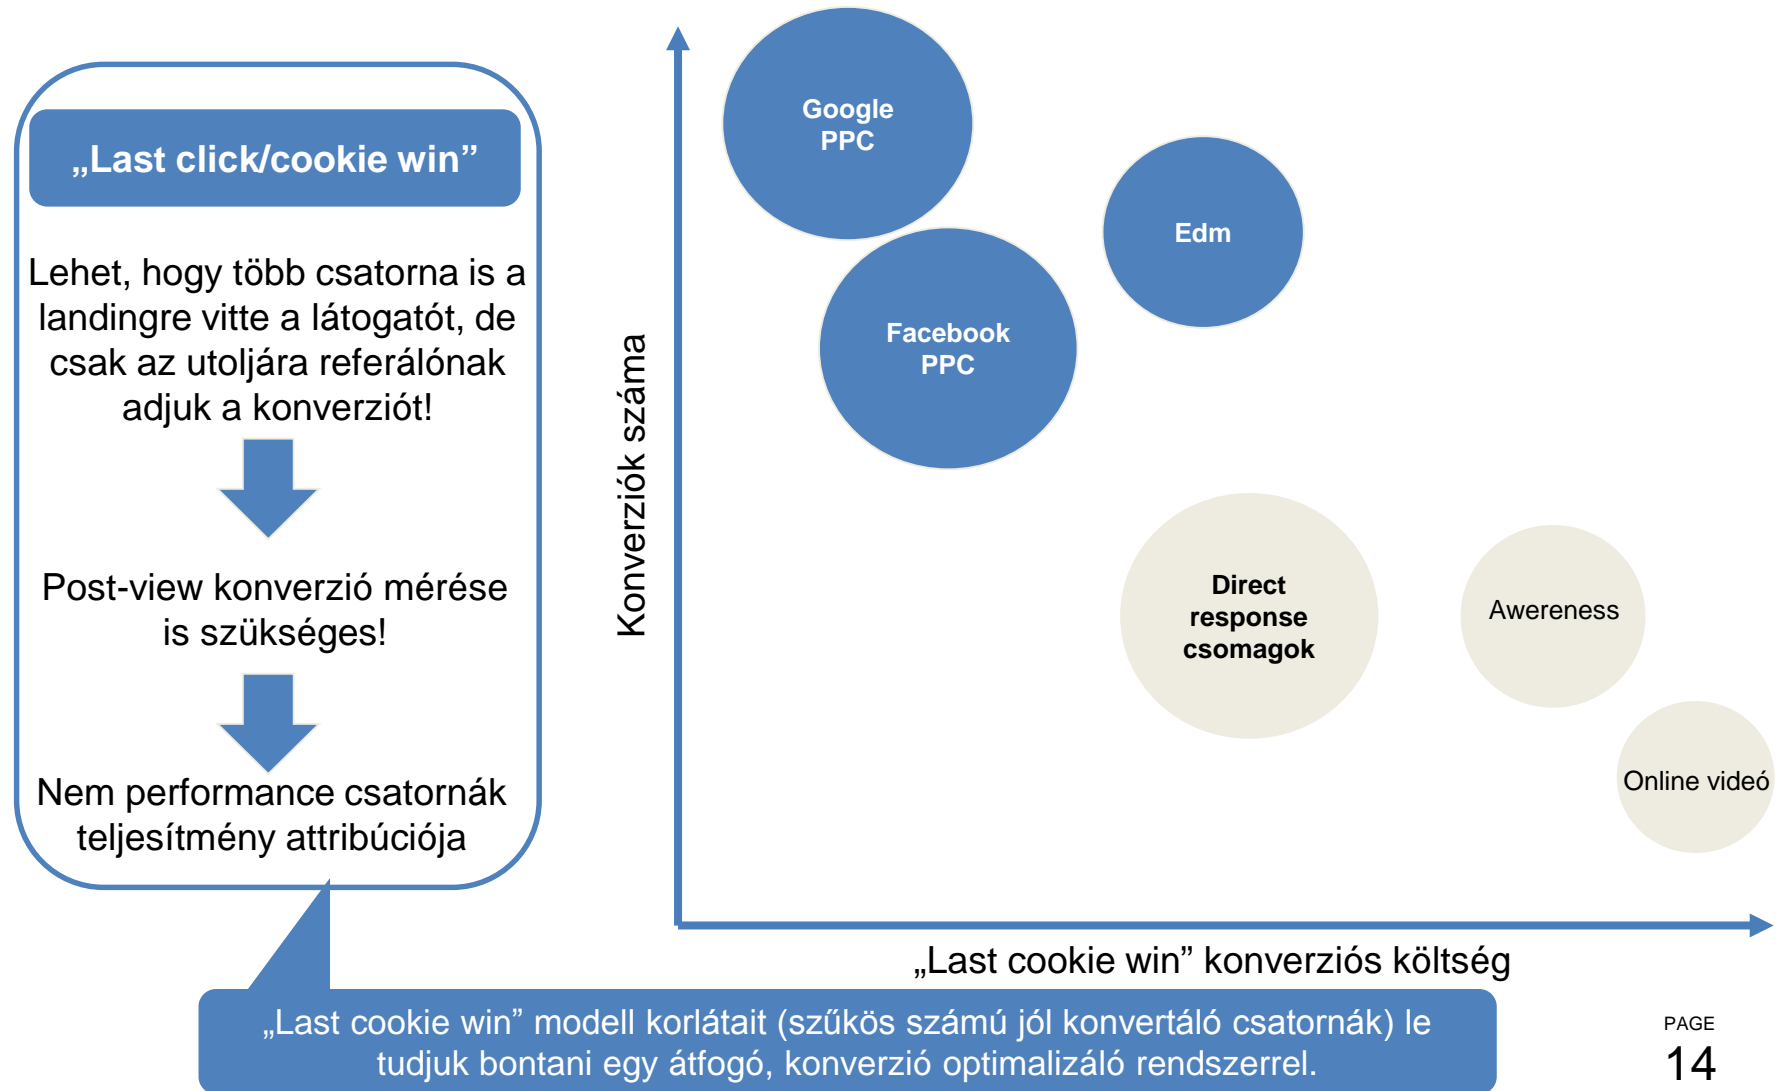 „Last click/cookie win”
Lehet, hogy több csatorna is a
landingre vitte a látogatót, de
csak az utoljára referálónak
adjuk a konverziót!
Post-view konverzió mérése
is szükséges!
Nem performance csatornák
teljesítmény attribúciója
Konverziók száma
Google
PPC
Edm
Facebook
PPC
Direct
response
csomagok
Awereness
Online videó
„Last cookie win” konverziós költség
„Last cookie win” modell korlátait (szűkös számú jól konvertáló csatornák) le
tudjuk bontani egy átfogó, konverzió optimalizáló rendszerrel.
PAGE
14